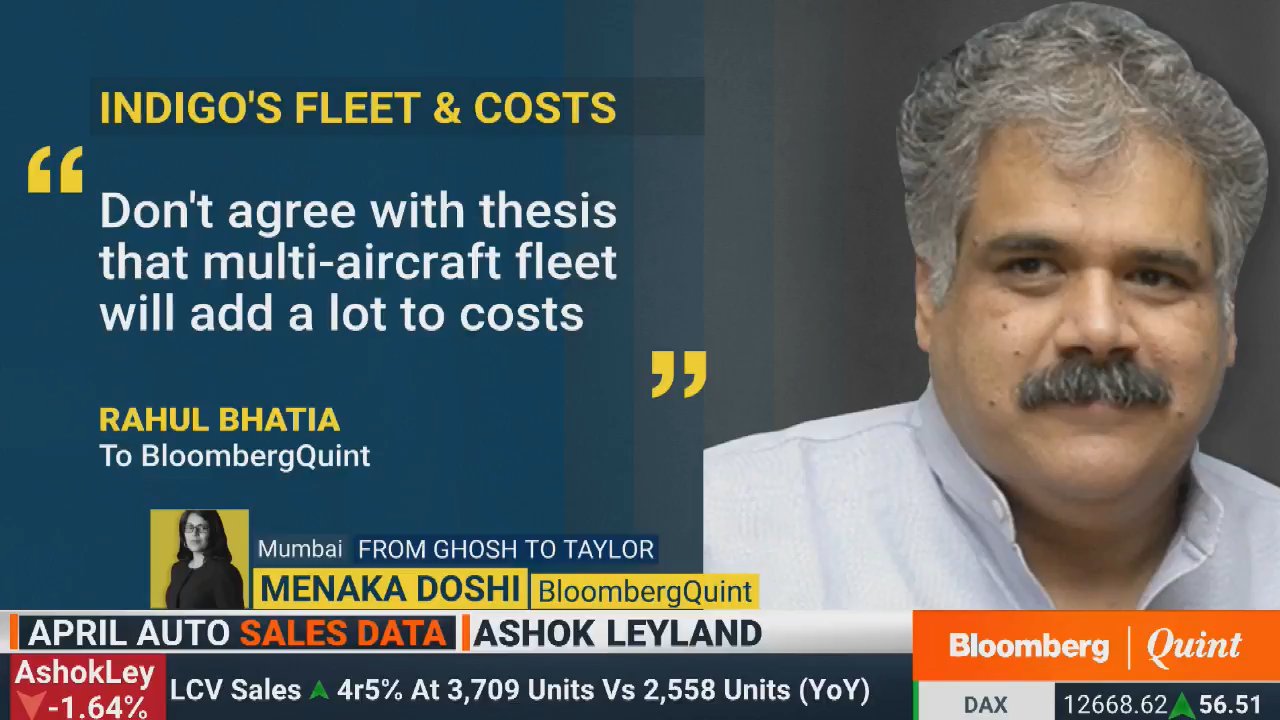 INDIGO'S FLEET & COSTS
“
Don't agree with thesis
that multi-aircraft fleet
will add a lot to costs
”
RAHUL BHATIA
To BloombergQuint
Mumbai FROM GHOSH TO TAYLOR
MENAKA DOSHI BloombergQuint
APRIL AUTO SALES DATA ASHOK LEYLAND
Bloomberg | Quint
AshokLey
-1.64%
LCV Sales ▲ 4r5% At 3,709 Units Vs 2,558 Units (YoY)
DAX 12668.62 ▲ 56.51